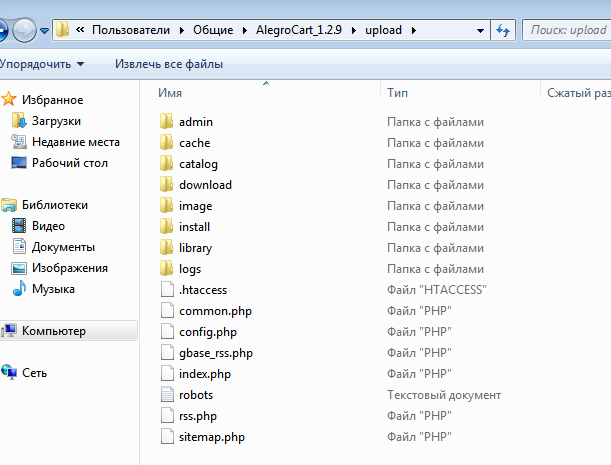 « Пользователи Общие AlegroCart_1.2.9 upload Поиск: upload
Упорядочить Извлечь все файлы
Имя Тип Сжатый раз
Избранное
Загрузки
Недавние места
Рабочий стол
Библиотеки
Видео
Документы
Изображения
Музыка
Компьютер
Сеть
admin Папка с файлами
cache Папка с файлами
catalog Папка с файлами
download Папка с файлами
image Папка с файлами
install Папка с файлами
library Папка с файлами
logs Папка с файлами
.htaccess Файл "HTACCESS"
common.php Файл "PHP"
config.php Файл "PHP"
gbase_rss.php Файл "PHP"
index.php Файл "PHP"
robots Текстовый документ
rss.php Файл "PHP"
sitemap.php Файл "PHP"